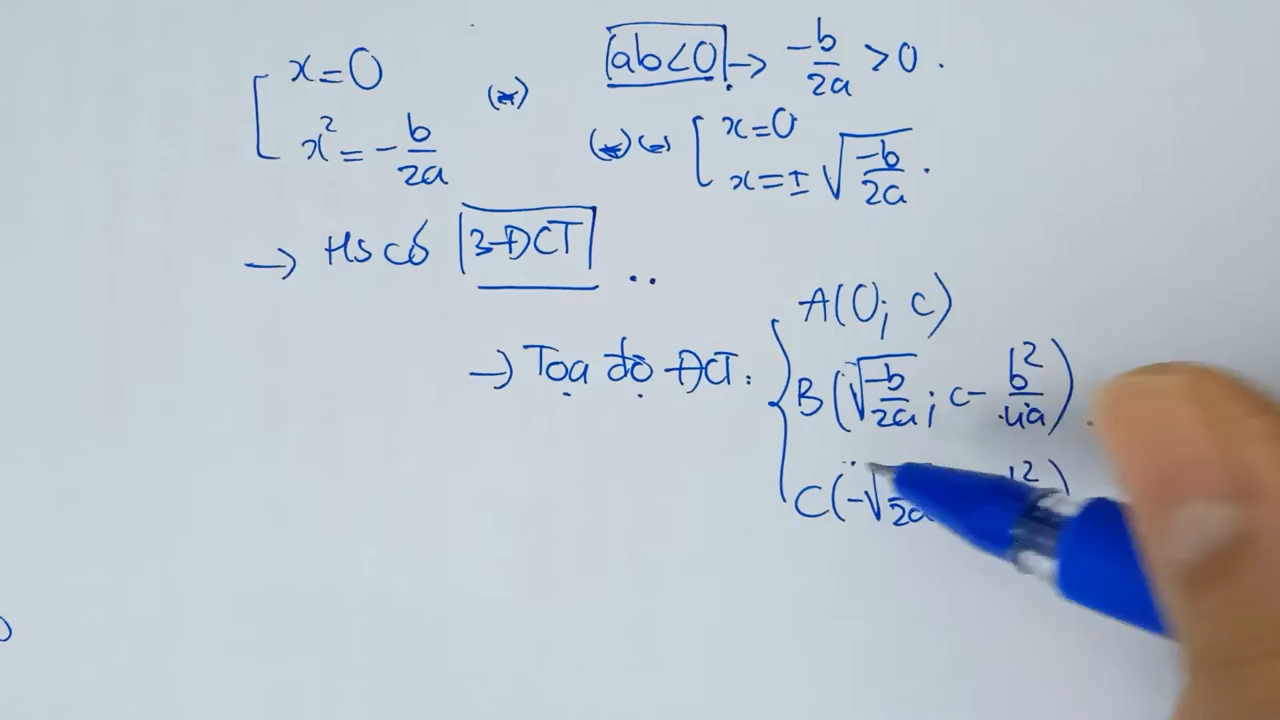 x=0
x² = -b/2a (*)
ab<0 → -b/2a > 0 .
(*) ⇔ [ x=0
x=± √(-b/2a) .
→ Hs có 3 ĐCT ..
→ Tọa độ ĐCT:
A(0; c)
B(√(-b/2a); c - b²/4a) .
C(-√